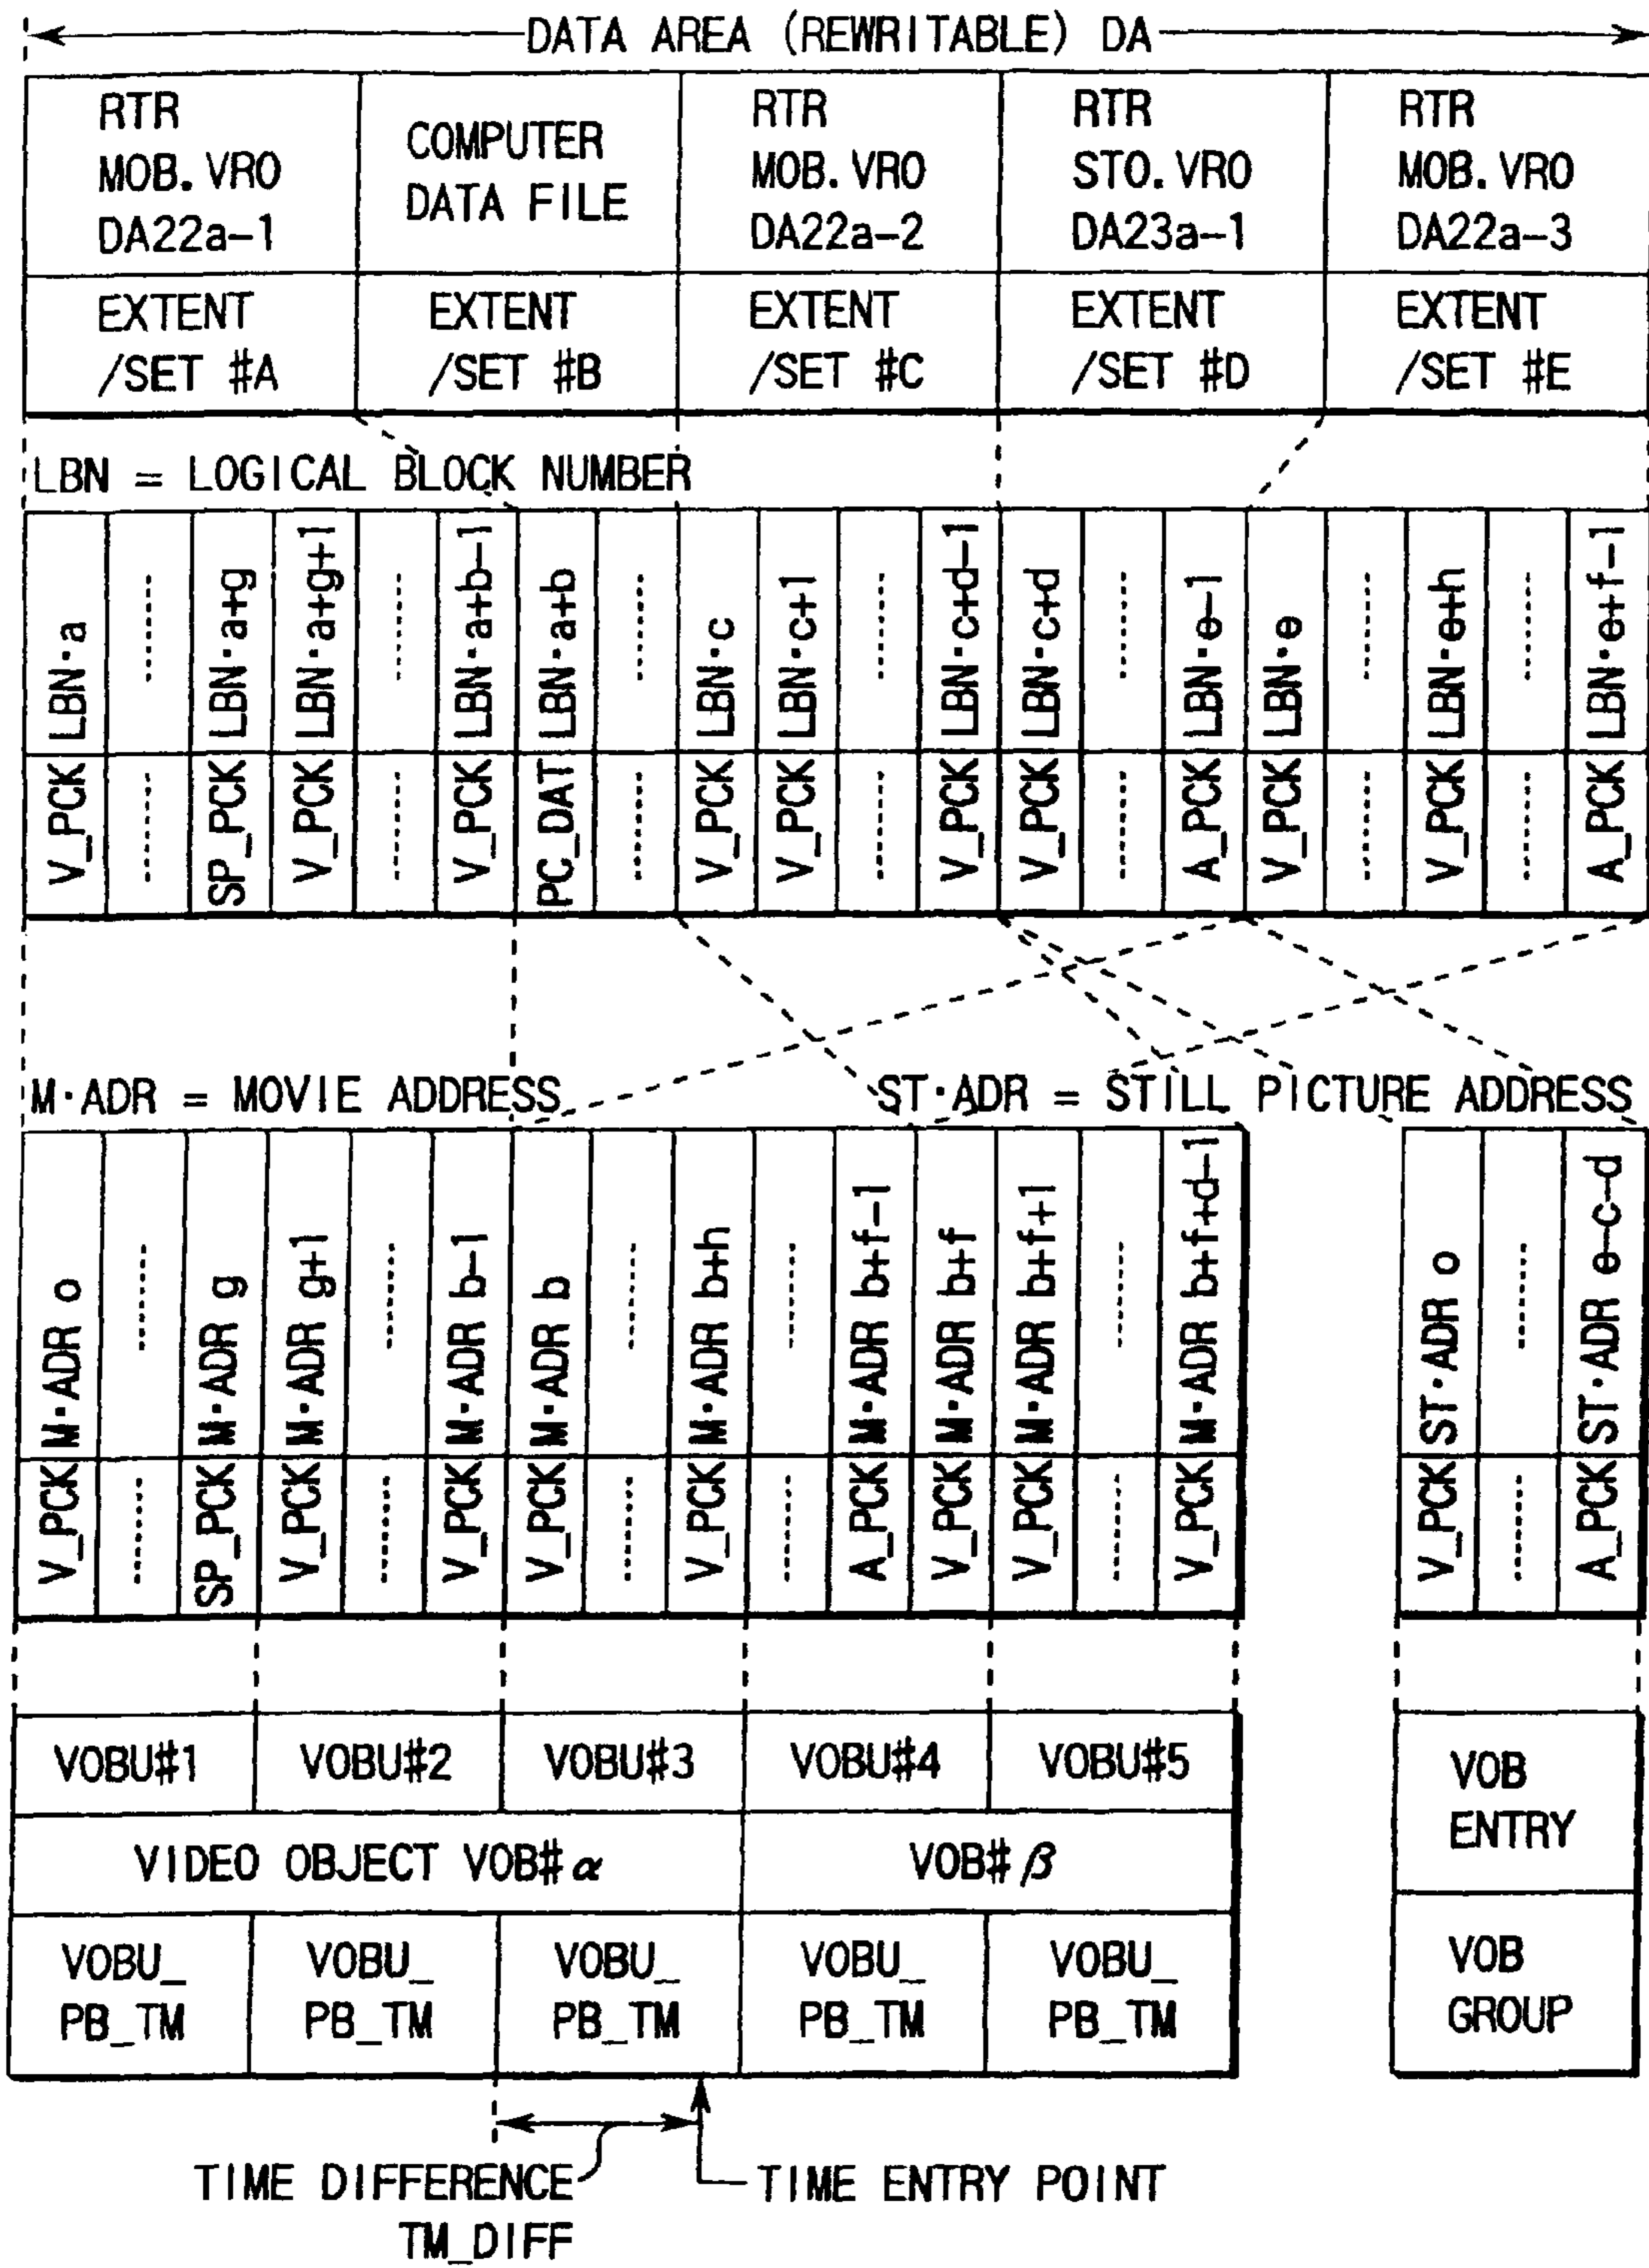 DATA AREA (REWRITABLE) DA
RTR
MOB. VRO
DA22a-1
COMPUTER
DATA FILE
RTR
MOB. VRO
DA22a-2
RTR
STO. VRO
DA23a-1
RTR
MOB. VRO
DA22a-3
EXTENT
/SET #A
EXTENT
/SET #B
EXTENT
/SET #C
EXTENT
/SET #D
EXTENT
/SET #E
LBN = LOGICAL BLOCK NUMBER
LBN·a
LBN·a+g
LBN·a+g+1
LBN·a+b-1
LBN·a+b
LBN·c
LBN·c+1
LBN·c+d-1
LBN·c+d
LBN·e-1
LBN·e
LBN·e+h
LBN·e+f-1
V_PCK
SP_PCK
V_PCK
V_PCK
PC_DAT
V_PCK
V_PCK
V_PCK
V_PCK
A_PCK
V_PCK
V_PCK
A_PCK
M·ADR = MOVIE ADDRESS
ST·ADR = STILL PICTURE ADDRESS
M·ADR o
M·ADR g
M·ADR g+1
M·ADR b-1
M·ADR b
M·ADR b+h
M·ADR b+f-1
M·ADR b+f
M·ADR b+f+1
M·ADR b+f+d-1
ST·ADR o
ST·ADR e-c-d
V_PCK
SP_PCK
V_PCK
V_PCK
V_PCK
V_PCK
A_PCK
V_PCK
V_PCK
V_PCK
V_PCK
A_PCK
VOBU#1
VOBU#2
VOBU#3
VOBU#4
VOBU#5
VOB
ENTRY
VIDEO OBJECT VOB# α
VOB# β
VOBU_
PB_TM
VOBU_
PB_TM
VOBU_
PB_TM
VOBU_
PB_TM
VOBU_
PB_TM
VOB
GROUP
TIME DIFFERENCE
TM_DIFF
TIME ENTRY POINT